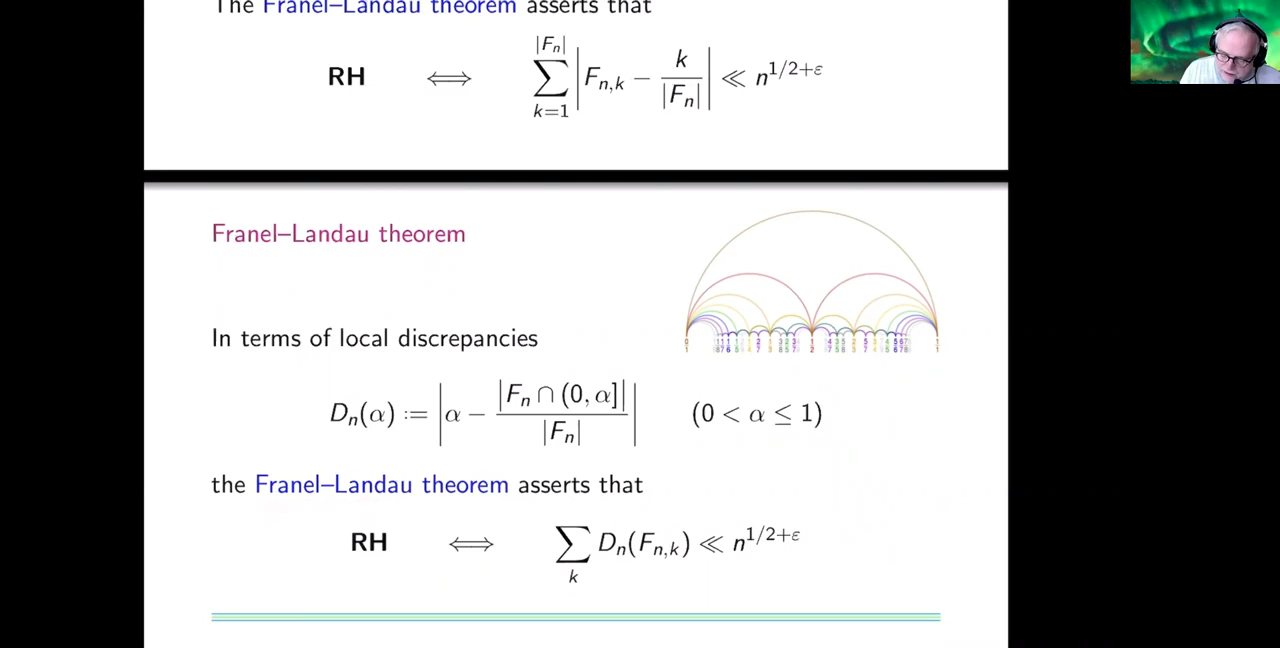 The Franel–Landau theorem asserts that
RH ⟺ ∑_{k=1}^{|F_n|} |F_{n,k} − k/|F_n|| ≪ n^{1/2+ε}
Franel–Landau theorem
In terms of local discrepancies
D_n(α) := |α − |F_n ∩ (0, α]|/|F_n|| (0 < α ≤ 1)
the Franel–Landau theorem asserts that
RH ⟺ ∑_k D_n(F_{n,k}) ≪ n^{1/2+ε}